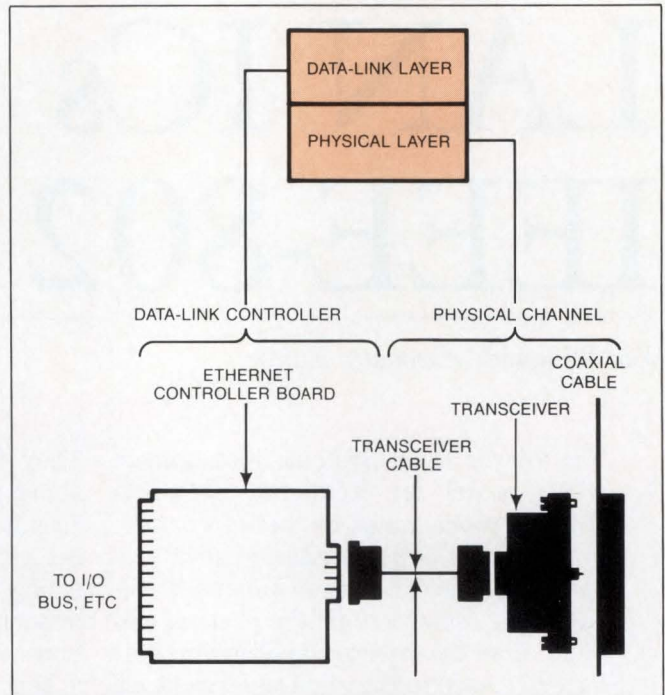 DATA-LINK LAYER
PHYSICAL LAYER
DATA-LINK CONTROLLER
PHYSICAL CHANNEL
ETHERNET
CONTROLLER BOARD
COAXIAL
CABLE
TRANSCEIVER
TRANSCEIVER
CABLE
TO I/O
BUS, ETC